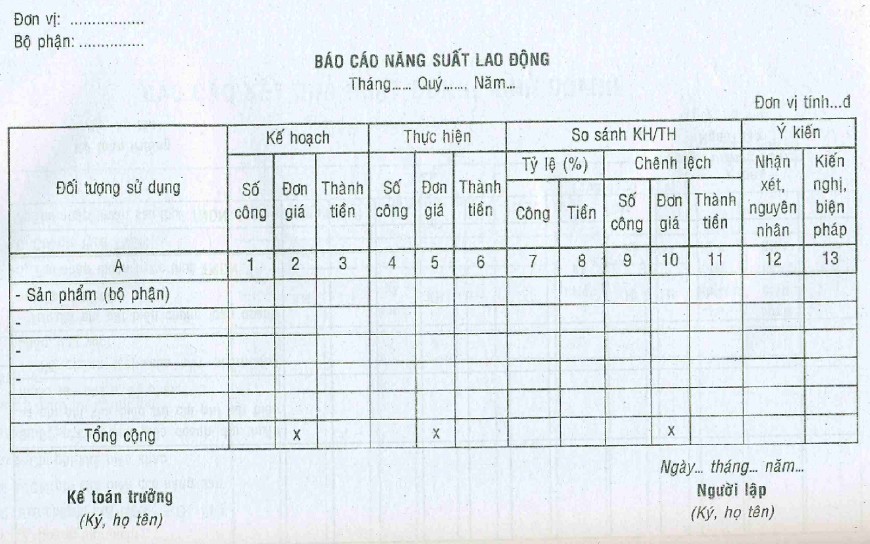 Đơn vị: .................
Bộ phận: ...............
BÁO CÁO NĂNG SUẤT LAO ĐỘNG
Tháng...... Quý......., Năm...
Đơn vị tính...đ
Đối tượng sử dụng Kế hoạch Thực hiện So sánh KH/TH Ý kiến
Tỷ lệ (%) Chênh lệch
Số công Đơn giá Thành tiền Số công Đơn giá Thành tiền Công Tiền Số công Đơn giá Thành tiền Nhận xét, nguyên nhân Kiến nghị, biện pháp
A 1 2 3 4 5 6 7 8 9 10 11 12 13
- Sản phẩm (bộ phận)
-
-
Tổng cộng x x x
Ngày... tháng... năm...
Kế toán trưởng Người lập
(Ký, họ tên) (Ký, họ tên)